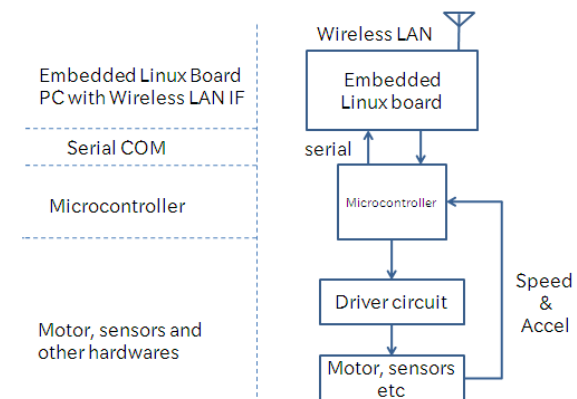 Wireless LAN
Embedded Linux Board
PC with Wireless LAN IF
Embedded
Linux board
Serial COM
serial
Microcontroller
Microcontroller
Driver circuit
Speed
&
Accel
Motor, sensors and
other hardwares
Motor, sensors
etc